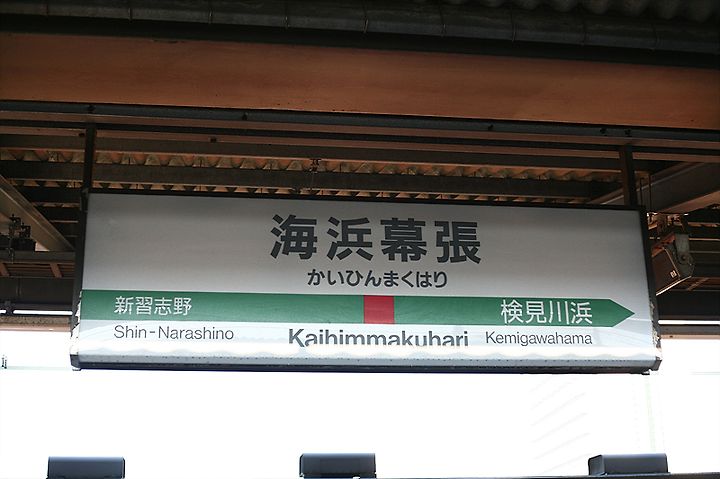 海浜幕張
かいひんまくはり
新習志野 検見川浜
Shin-Narashino Kaihimmakuhari Kemigawahama